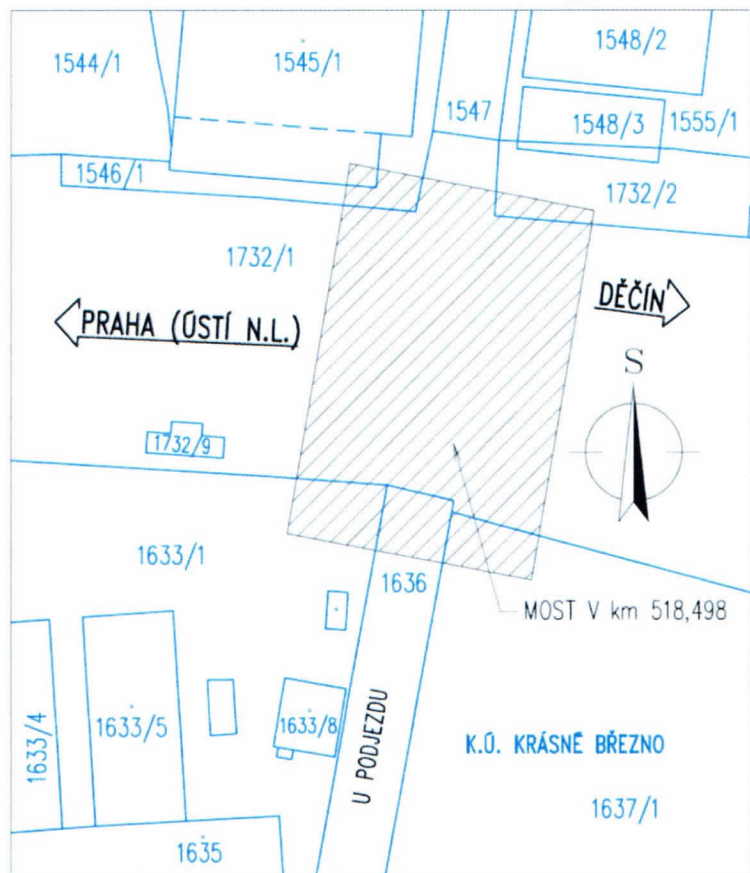 1548/2
1544/1
1545/1
1547
1548/3
1555/1
1546/1
1732/2
1732/1
DĚČÍN
PRAHA (ÚSTÍ N.L.)
S
1732/9
1633/1
1636
MOST V km 518,498
1633/4
1633/5
1633/8
U PODJEZDU
K.Ú. KRÁSNÉ BŘEZNO
1637/1
1635